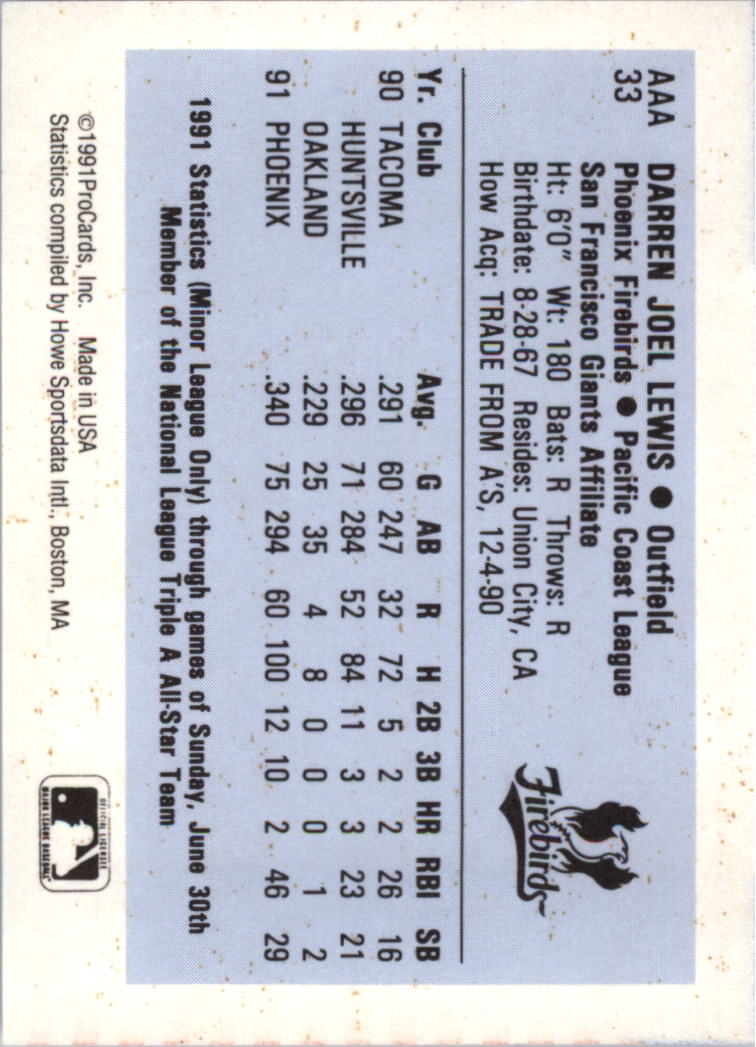 AAA DARREN JOEL LEWIS ● Outfield
33 Phoenix Firebirds ● Pacific Coast League
San Francisco Giants Affiliate
Ht: 6'0" Wt: 180 Bats: R Throws: R
Birthdate: 8-28-67 Resides: Union City, CA
How Acq: TRADE FROM A'S, 12-4-90
Firebirds
Yr. Club Avg. G AB R H 2B 3B HR RBI SB
90 TACOMA .291 60 247 32 72 5 2 2 26 16
HUNTSVILLE .296 71 284 52 84 11 3 3 23 21
OAKLAND .229 25 35 4 8 0 0 0 1 2
91 PHOENIX .340 75 294 60 100 12 10 2 46 29
1991 Statistics (Minor League Only) through games of Sunday, June 30th
Member of the National League Triple A All-Star Team
©1991ProCards, Inc. Made in USA
Statistics compiled by Howe Sportsdata Intl., Boston, MA
OFFICIAL LICENSEE
MAJOR LEAGUE BASEBALL